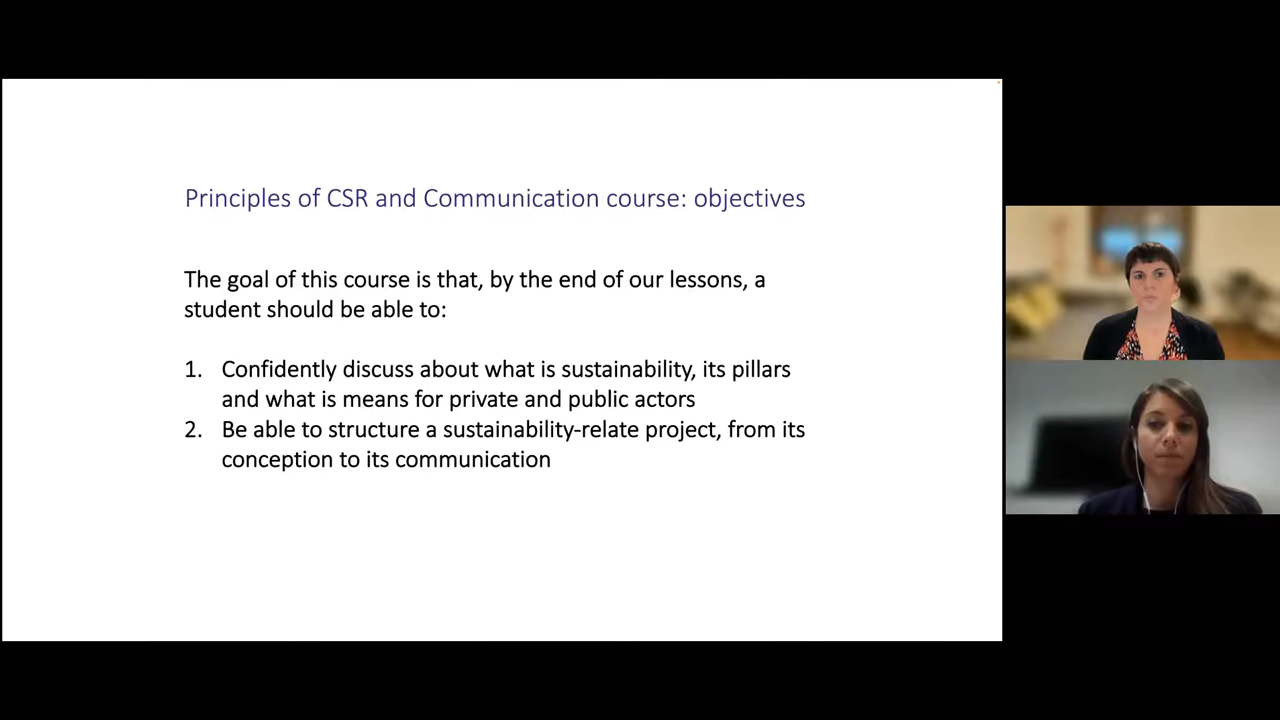 Principles of CSR and Communication course: objectives
The goal of this course is that, by the end of our lessons, a
student should be able to:
1. Confidently discuss about what is sustainability, its pillars
and what is means for private and public actors
2. Be able to structure a sustainability-relate project, from its
conception to its communication